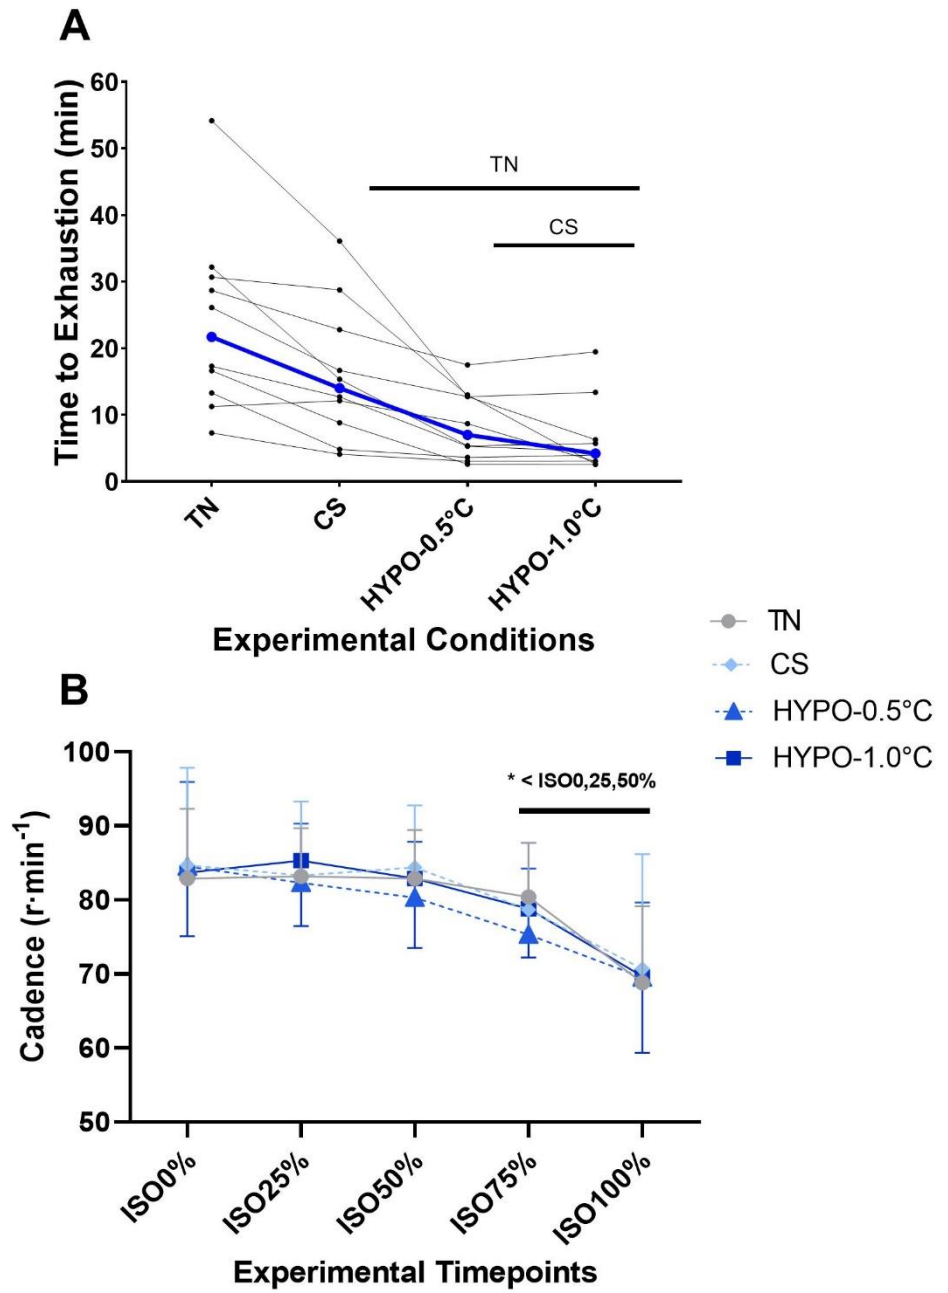 A
Time to Exhaustion (min)
60
50
40
30
20
10
0
TN
CS
TN
CS
HYPO-0.5°C
HYPO-1.0°C
Experimental Conditions
TN
CS
HYPO-0.5°C
HYPO-1.0°C
B
Cadence (r·min⁻¹)
100
90
80
70
60
50
* < ISO0,25,50%
ISO0%
ISO25%
ISO50%
ISO75%
ISO100%
Experimental Timepoints